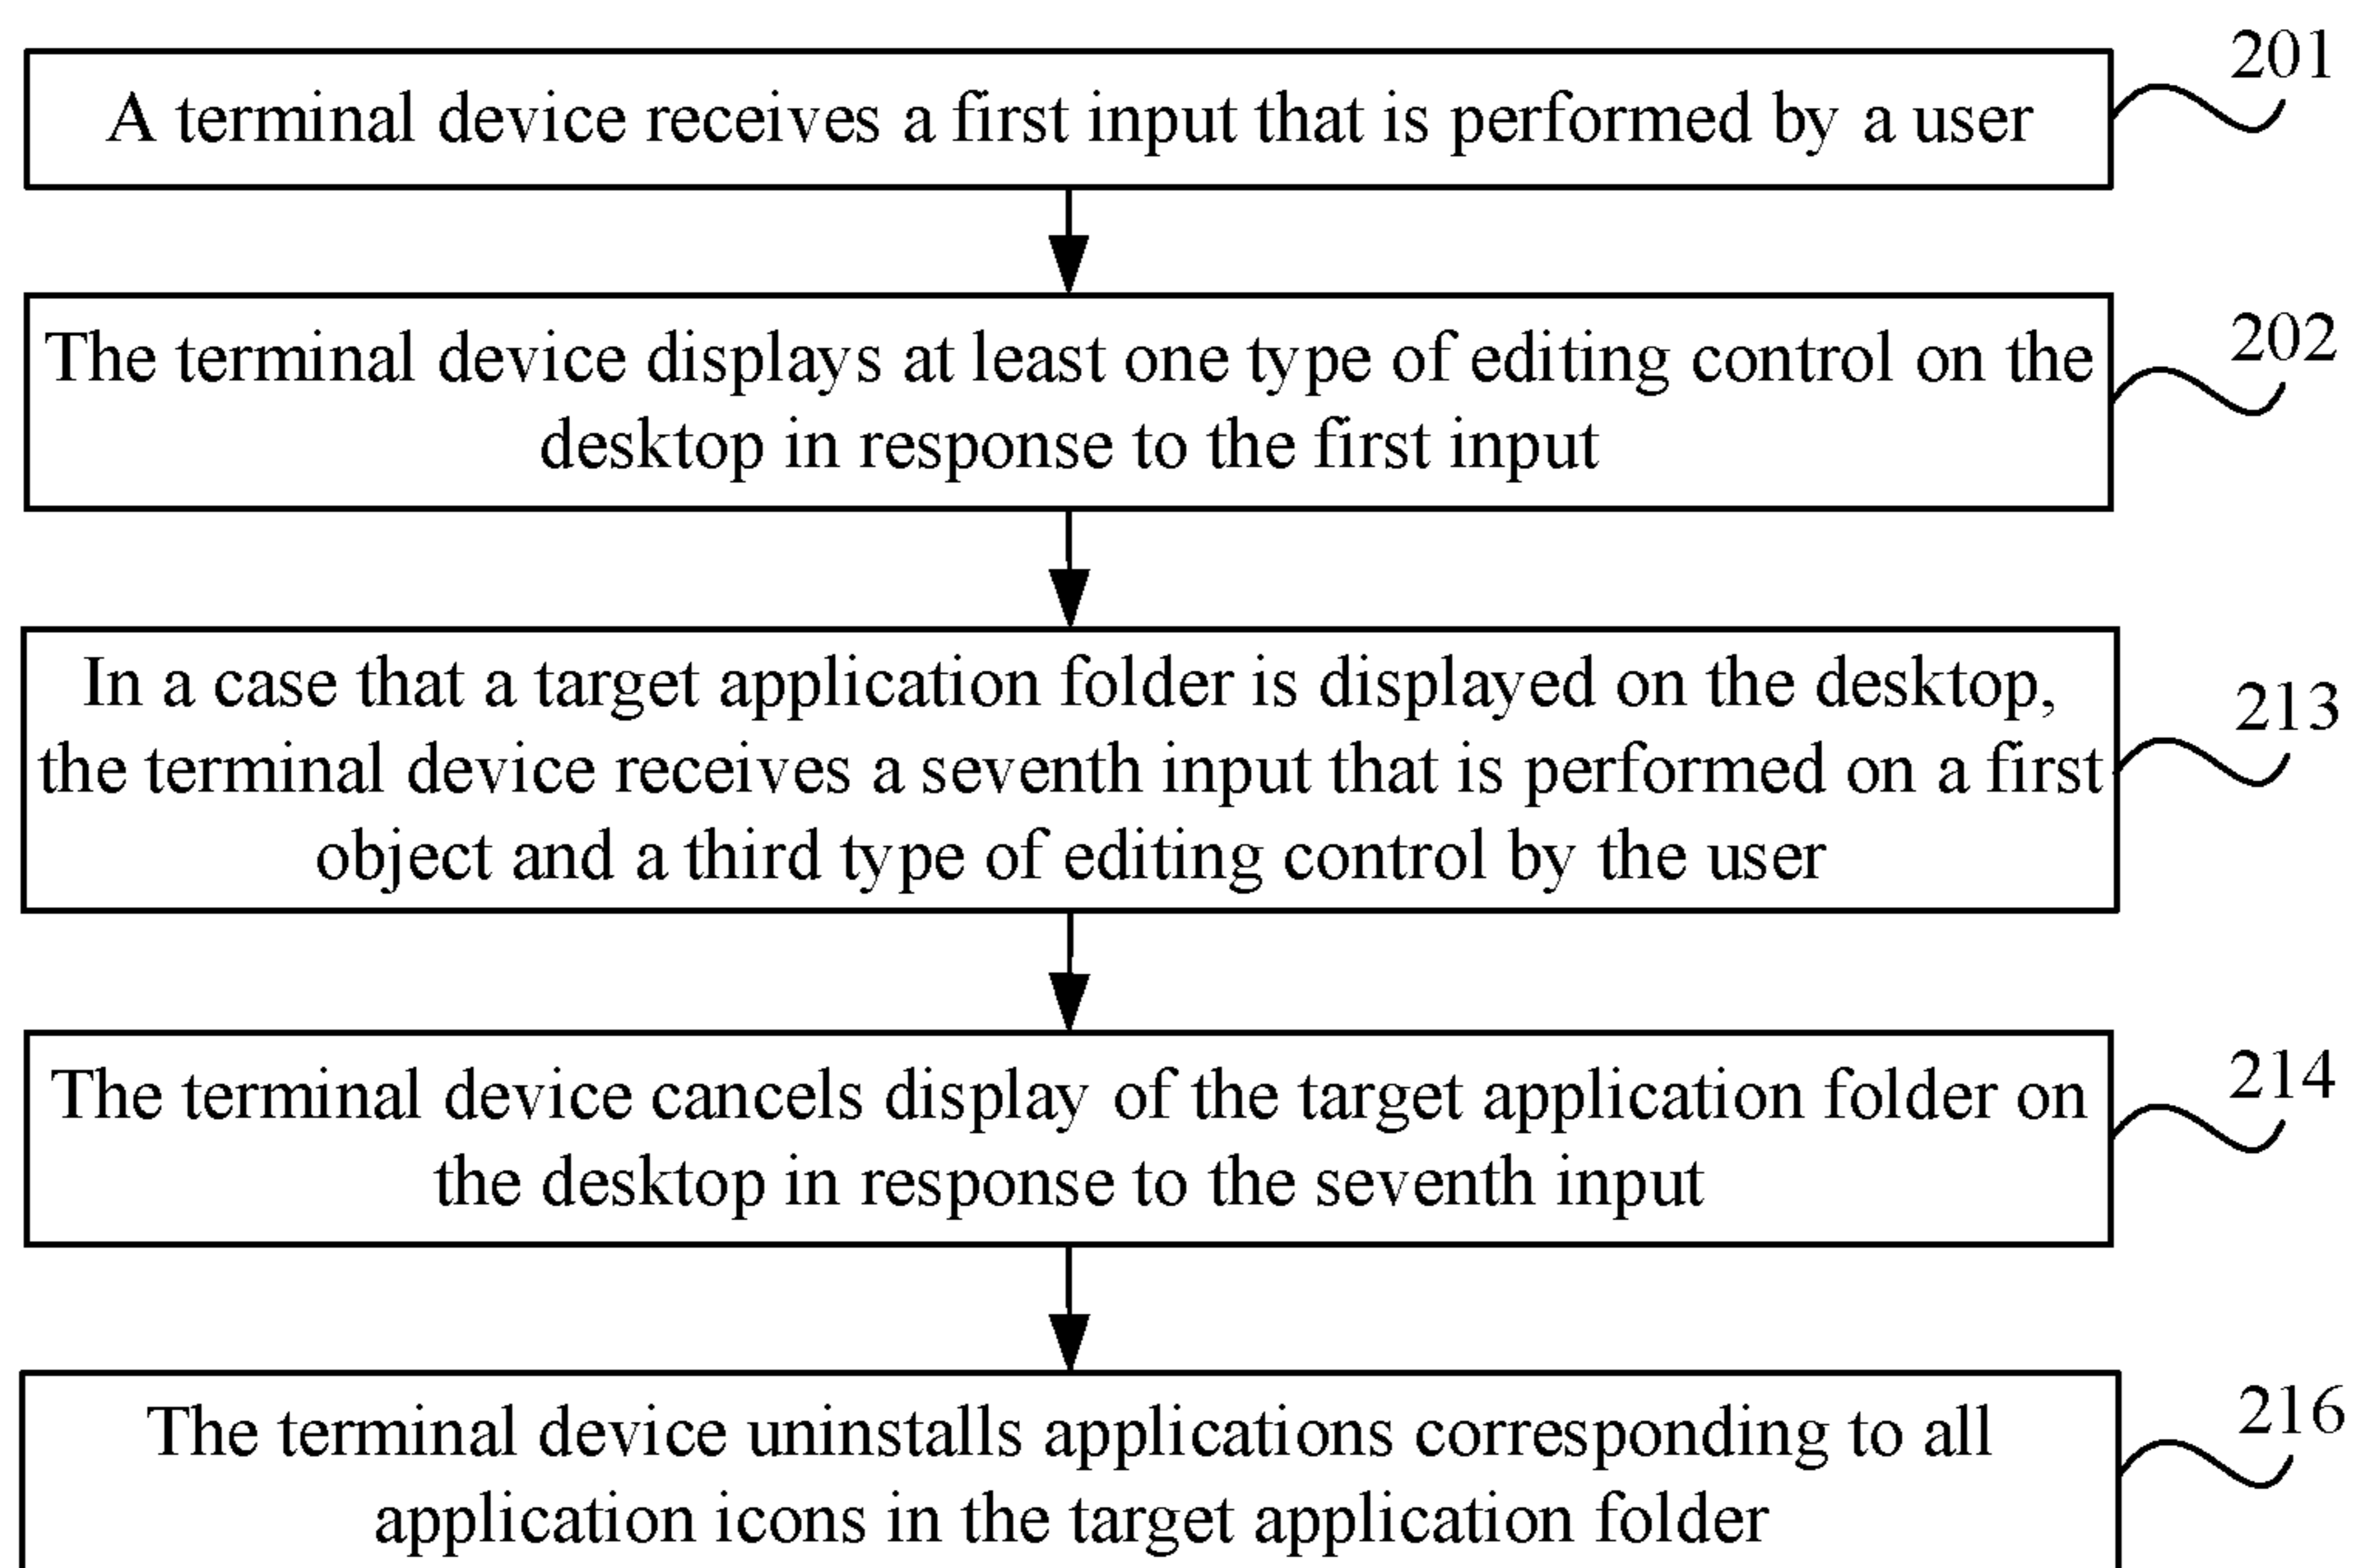 201
A terminal device receives a first input that is performed by a user
202
The terminal device displays at least one type of editing control on the
desktop in response to the first input
In a case that a target application folder is displayed on the desktop,
213
the terminal device receives a seventh input that is performed on a first
object and a third type of editing control by the user
214
The terminal device cancels display of the target application folder on
the desktop in response to the seventh input
216
The terminal device uninstalls applications corresponding to all
application icons in the target application folder